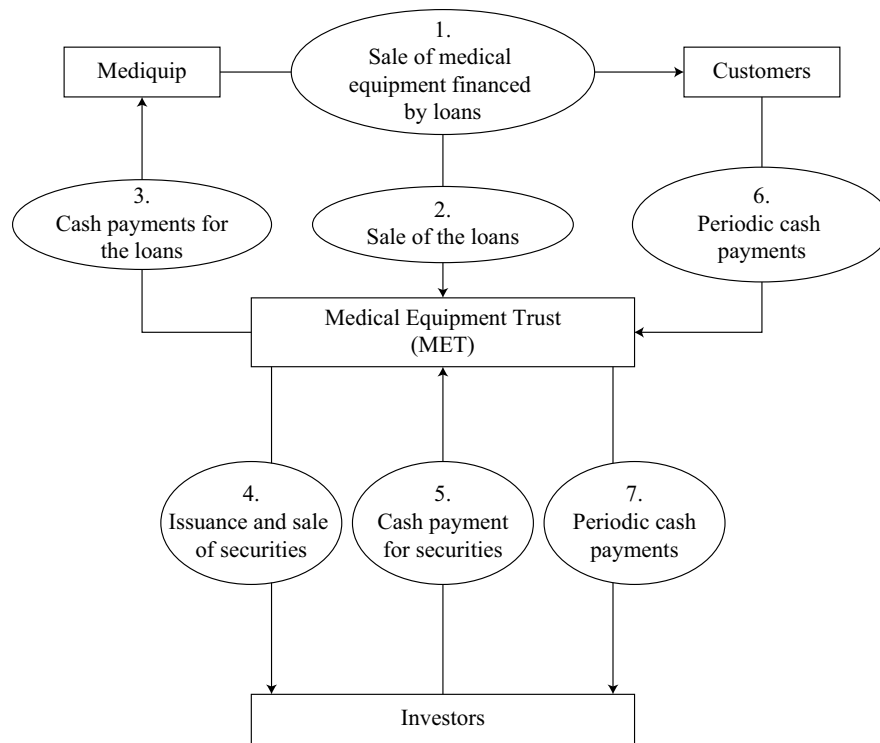 1.
Sale of medical
equipment financed
by loans
Mediquip
Customers
3.
Cash payments for
the loans
2.
Sale of the loans
6.
Periodic cash
payments
Medical Equipment Trust
(MET)
4.
Issuance and sale
of securities
5.
Cash payment
for securities
7.
Periodic cash
payments
Investors